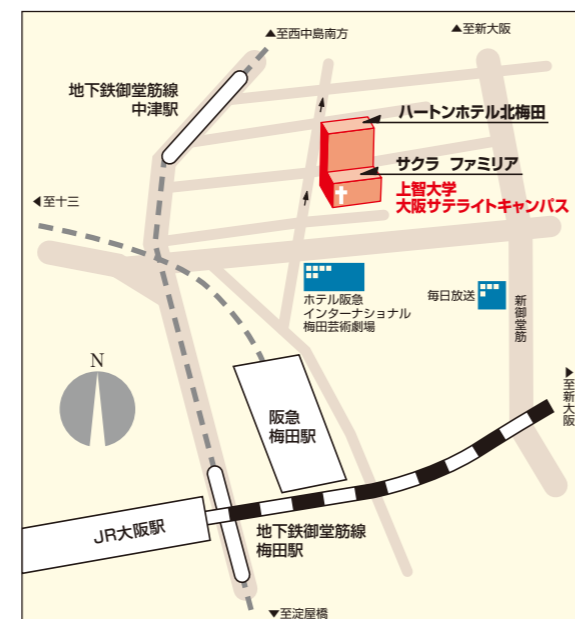 ▲至西中島南方
▲至新大阪
地下鉄御堂筋線
中津駅
ハートンホテル北梅田
サクラ ファミリア
上智大学
大阪サテライトキャンパス
◀至十三
ホテル阪急
インターナショナル
梅田芸術劇場
毎日放送
新御堂筋
▶至新大阪
N
阪急
梅田駅
JR大阪駅
地下鉄御堂筋線
梅田駅
▼至淀屋橋